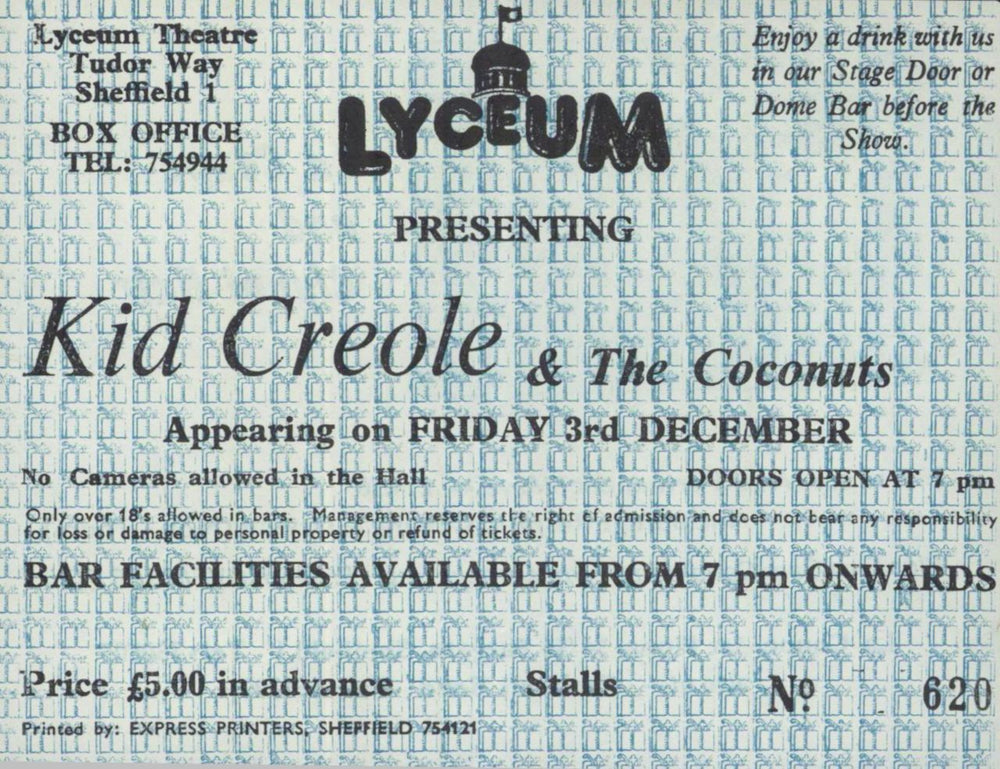 Lyceum Theatre
Tudor Way
Sheffield 1
BOX OFFICE
TEL: 754944
LYCEUM
Enjoy a drink with us
in our Stage Door or
Dome Bar before the
Show.
PRESENTING
Kid Creole & The Coconuts
Appearing on FRIDAY 3rd DECEMBER
No Cameras allowed in the Hall
DOORS OPEN AT 7 pm
Only over 18's allowed in bars. Management reserves the right of admission and does not bear any responsibility
for loss or damage to personal property or refund of tickets.
BAR FACILITIES AVAILABLE FROM 7 pm ONWARDS
Price £5.00 in advance
Stalls
Nº 620
Printed by: EXPRESS PRINTERS, SHEFFIELD 754121